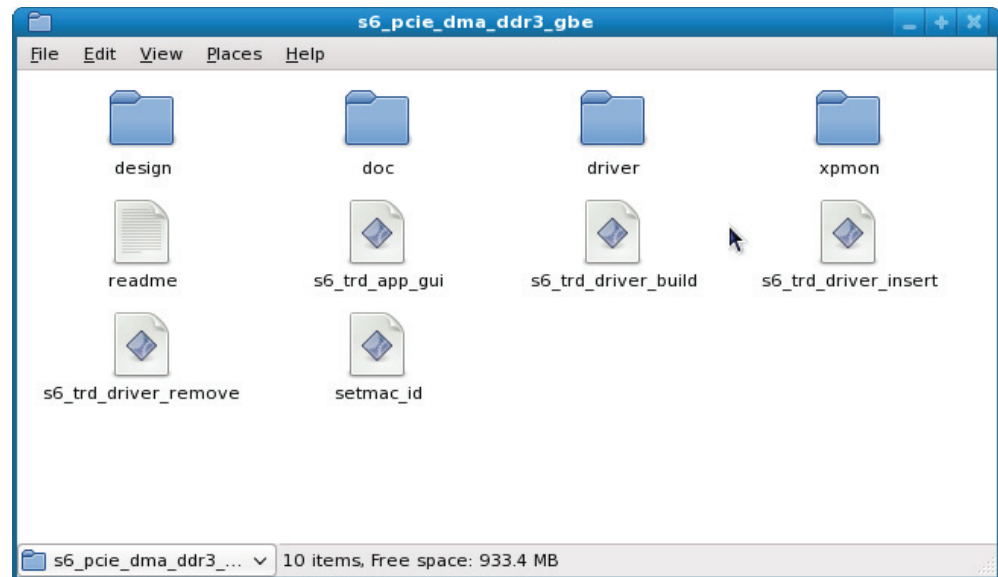 s6_pcie_dma_ddr3_gbe
File Edit View Places Help
design doc driver xpmon
readme s6_trd_app_gui s6_trd_driver_build s6_trd_driver_insert
s6_trd_driver_remove setmac_id
s6_pcie_dma_ddr3_... 10 items, Free space: 933.4 MB